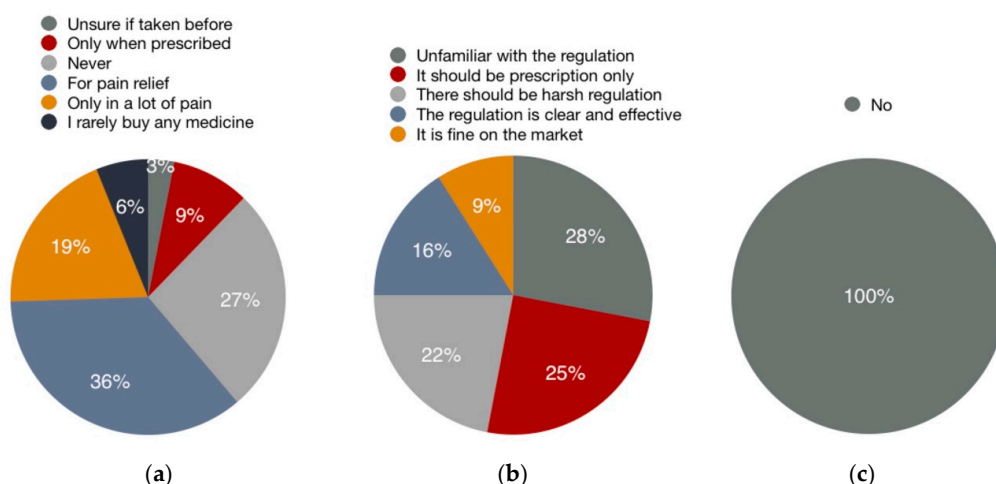 Unsure if taken before
Only when prescribed
Never
For pain relief
Only in a lot of pain
I rarely buy any medicine
3%
9%
27%
36%
19%
6%
(a)
Unfamiliar with the regulation
It should be prescription only
There should be harsh regulation
The regulation is clear and effective
It is fine on the market
28%
25%
22%
16%
9%
(b)
No
100%
(c)